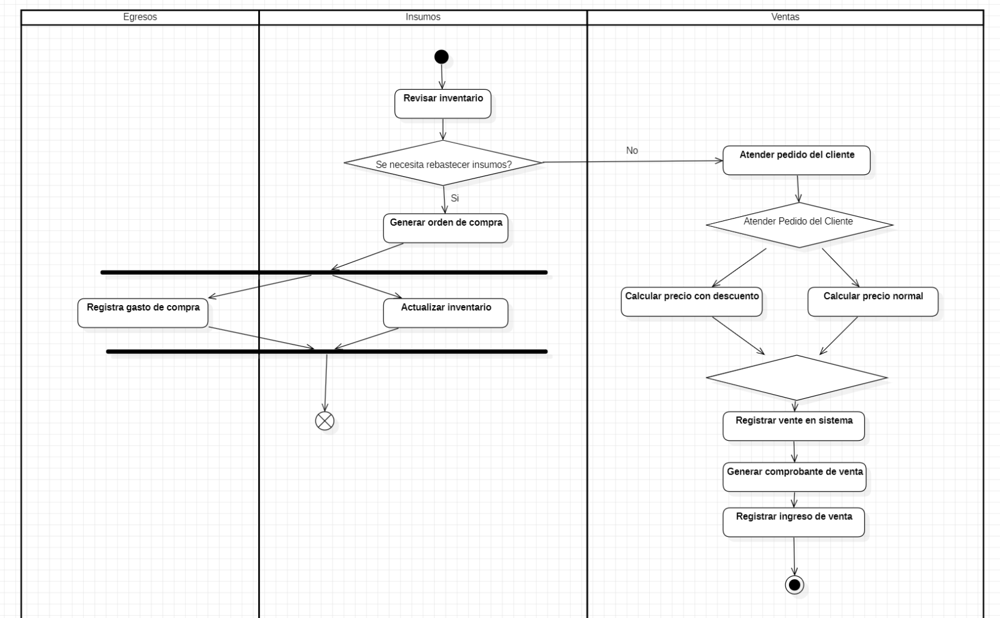 Egresos
Insumos
Ventas
Revisar inventario
Se necesita rebastecer insumos?
No
Atender pedido del cliente
Si
Generar orden de compra
Atender Pedido del Cliente
Registra gasto de compra
Actualizar inventario
Calcular precio con descuento
Calcular precio normal
Registrar vente en sistema
Generar comprobante de venta
Registrar ingreso de venta